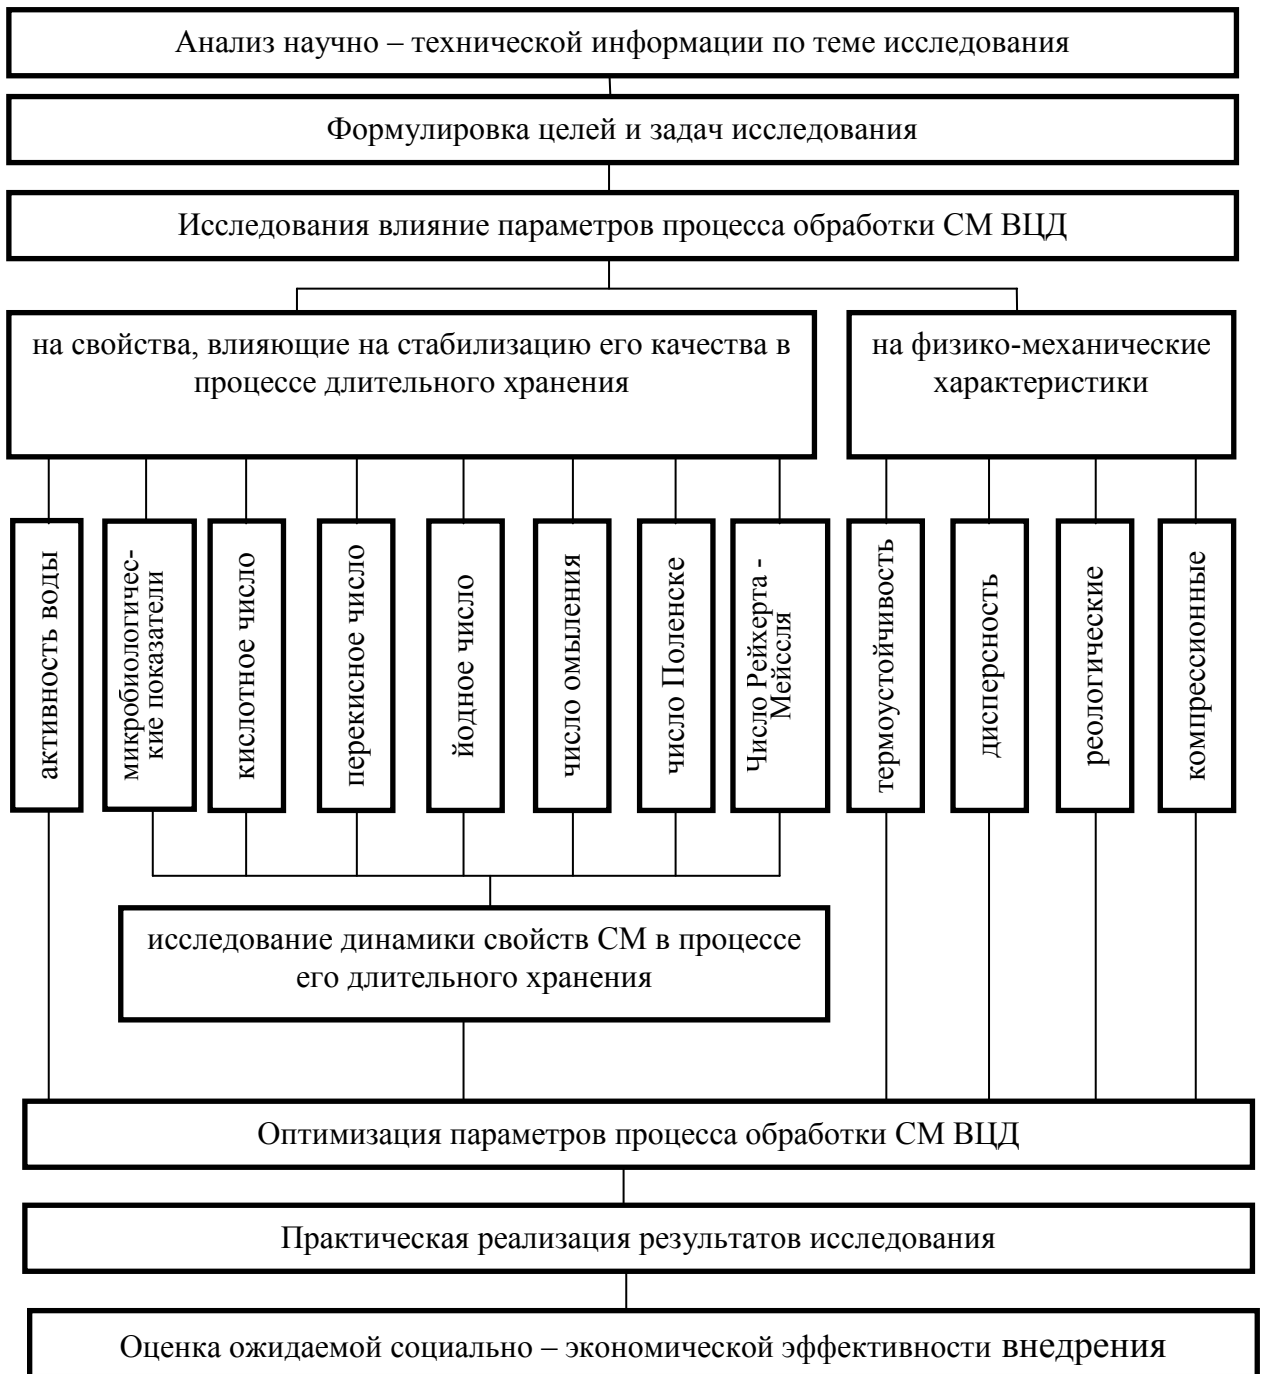 Анализ научно – технической информации по теме исследования
Формулировка целей и задач исследования
Исследования влияние параметров процесса обработки СМ ВЦД
на свойства, влияющие на стабилизацию его качества в
процессе длительного хранения
на физико-механические
характеристики
активность воды
микробиологичес-
кие показатели
кислотное число
перекисное число
йодное число
число омыления
число Поленске
Число Рейхерта -
Мейссля
термоустойчивость
дисперсность
реологические
компрессионные
исследование динамики свойств СМ в процессе
его длительного хранения
Оптимизация параметров процесса обработки СМ ВЦД
Практическая реализация результатов исследования
Оценка ожидаемой социально – экономической эффективности внедрения